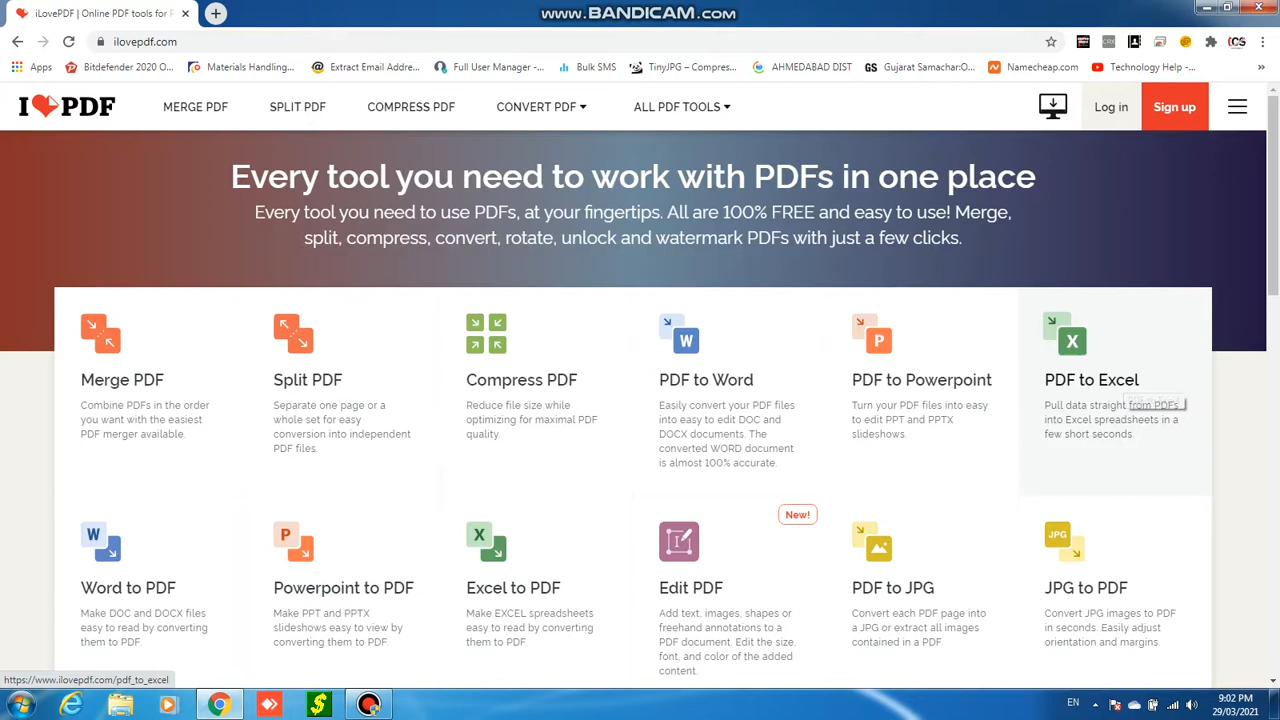 iLovePDF | Online PDF tools for P
www.BANDICAM.com
ilovepdf.com
Apps
Bitdefender 2020 O...
Materials Handling...
Extract Email Addre...
Full User Manager -...
Bulk SMS
TinyJPG – Compres...
AHMEDABAD DIST
GS Gujarat Samachar:O...
Namecheap.com
Technology Help -...
»
I PDF
MERGE PDF
SPLIT PDF
COMPRESS PDF
CONVERT PDF
ALL PDF TOOLS
Log in
Sign up
Every tool you need to work with PDFs in one place
Every tool you need to use PDFs, at your fingertips. All are 100% FREE and easy to use! Merge,
split, compress, convert, rotate, unlock and watermark PDFs with just a few clicks.
Merge PDF
Combine PDFs in the order
you want with the easiest
PDF merger available.
Split PDF
Separate one page or a
whole set for easy
conversion into independent
PDF files.
Compress PDF
Reduce file size while
optimizing for maximal PDF
quality.
W
PDF to Word
Easily convert your PDF files
into easy to edit DOC and
DOCX documents. The
converted WORD document
is almost 100% accurate.
P
PDF to Powerpoint
Turn your PDF files into easy
to edit PPT and PPTX
slideshows.
X
PDF to Excel
Pull data straight from PDFs
into Excel spreadsheets in a
few short seconds.
W
Word to PDF
Make DOC and DOCX files
easy to read by converting
them to PDF.
P
Powerpoint to PDF
Make PPT and PPTX
slideshows easy to view by
converting them to PDF.
X
Excel to PDF
Make EXCEL spreadsheets
easy to read by converting
them to PDF.
New!
Edit PDF
Add text, images, shapes or
freehand annotations to a
PDF document. Edit the size,
font, and color of the added
content.
PDF to JPG
Convert each PDF page into
a JPG or extract all images
contained in a PDF.
JPG
JPG to PDF
Convert JPG images to PDF
in seconds. Easily adjust
orientation and margins.
https://www.ilovepdf.com/pdf_to_excel
EN
9:02 PM
29/03/2021